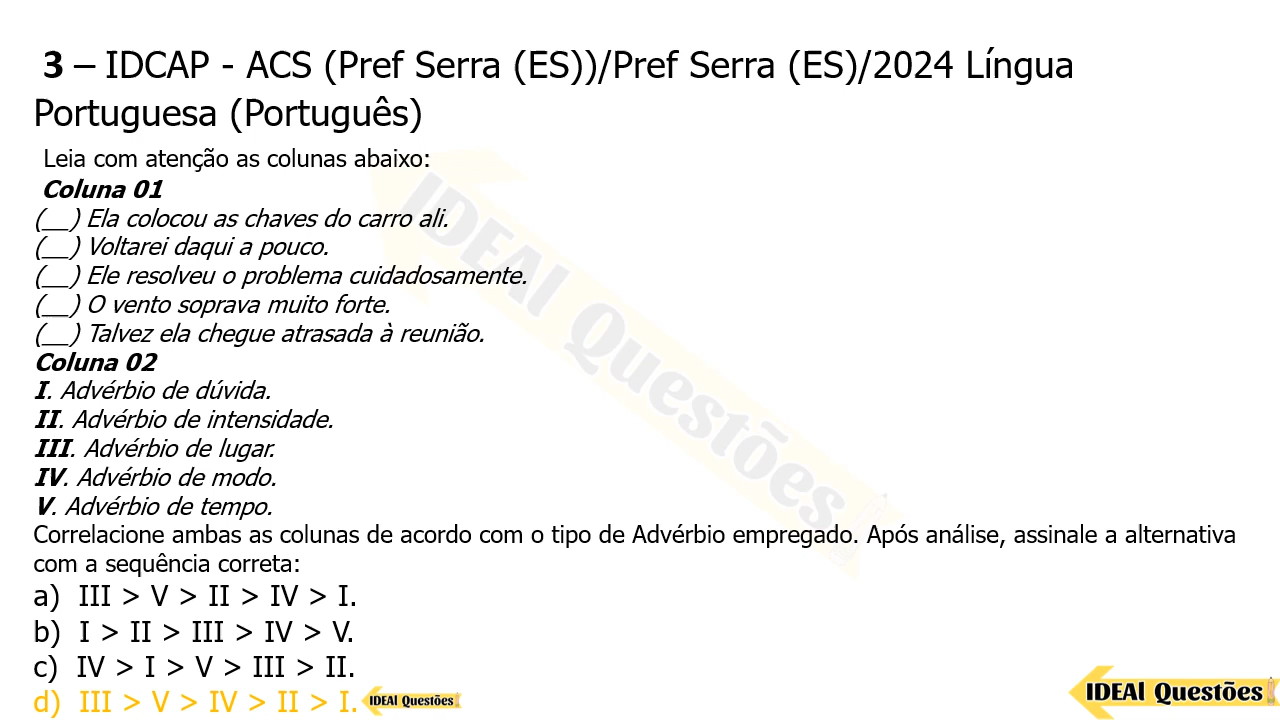 3 – IDCAP - ACS (Pref Serra (ES))/Pref Serra (ES)/2024 Língua
Portuguesa (Português)
Leia com atenção as colunas abaixo:
Coluna 01
(__) Ela colocou as chaves do carro ali.
(__) Voltarei daqui a pouco.
(__) Ele resolveu o problema cuidadosamente.
(__) O vento soprava muito forte.
(__) Talvez ela chegue atrasada à reunião.
Coluna 02
I. Advérbio de dúvida.
II. Advérbio de intensidade.
III. Advérbio de lugar.
IV. Advérbio de modo.
V. Advérbio de tempo.
Correlacione ambas as colunas de acordo com o tipo de Advérbio empregado. Após análise, assinale a alternativa
com a sequência correta:
a) III > V > II > IV > I.
b) I > II > III > IV > V.
c) IV > I > V > III > II.
d) III > V > IV > II > I.
IDEAl Questões
IDEAl Questões
IDEAl Questões